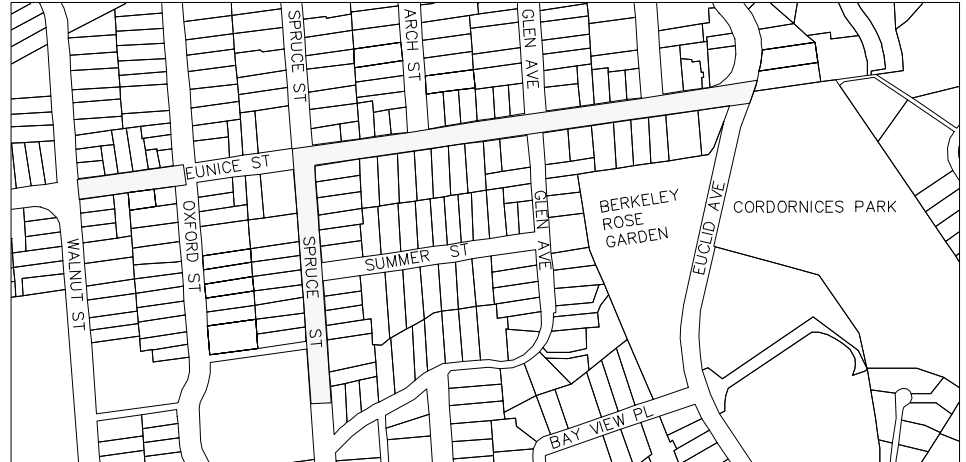 SPRUCE ST
ARCH ST
GLEN AVE
EUNICE ST
OXFORD ST
WALNUT ST
SPRUCE ST
SUMMER ST
GLEN AVE
BERKELEY
ROSE
GARDEN
EUCLID AVE
CORDORNICES PARK
BAY VIEW PL